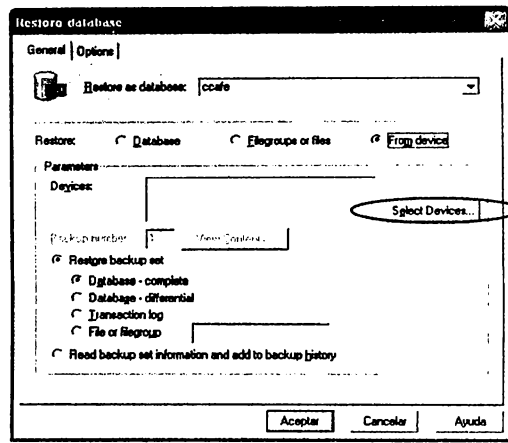 Restore database
General Options
Restore as database: ccafe
Restore: Database Filegroups or files From device
Parameters
Devices:
Select Devices...
Backup number 1 View Contents...
Restore backup set
Database - complete
Database - differential
Transaction log
File or filegroup
Read backup set information and add to backup history
Aceptar Cancelar Ayuda